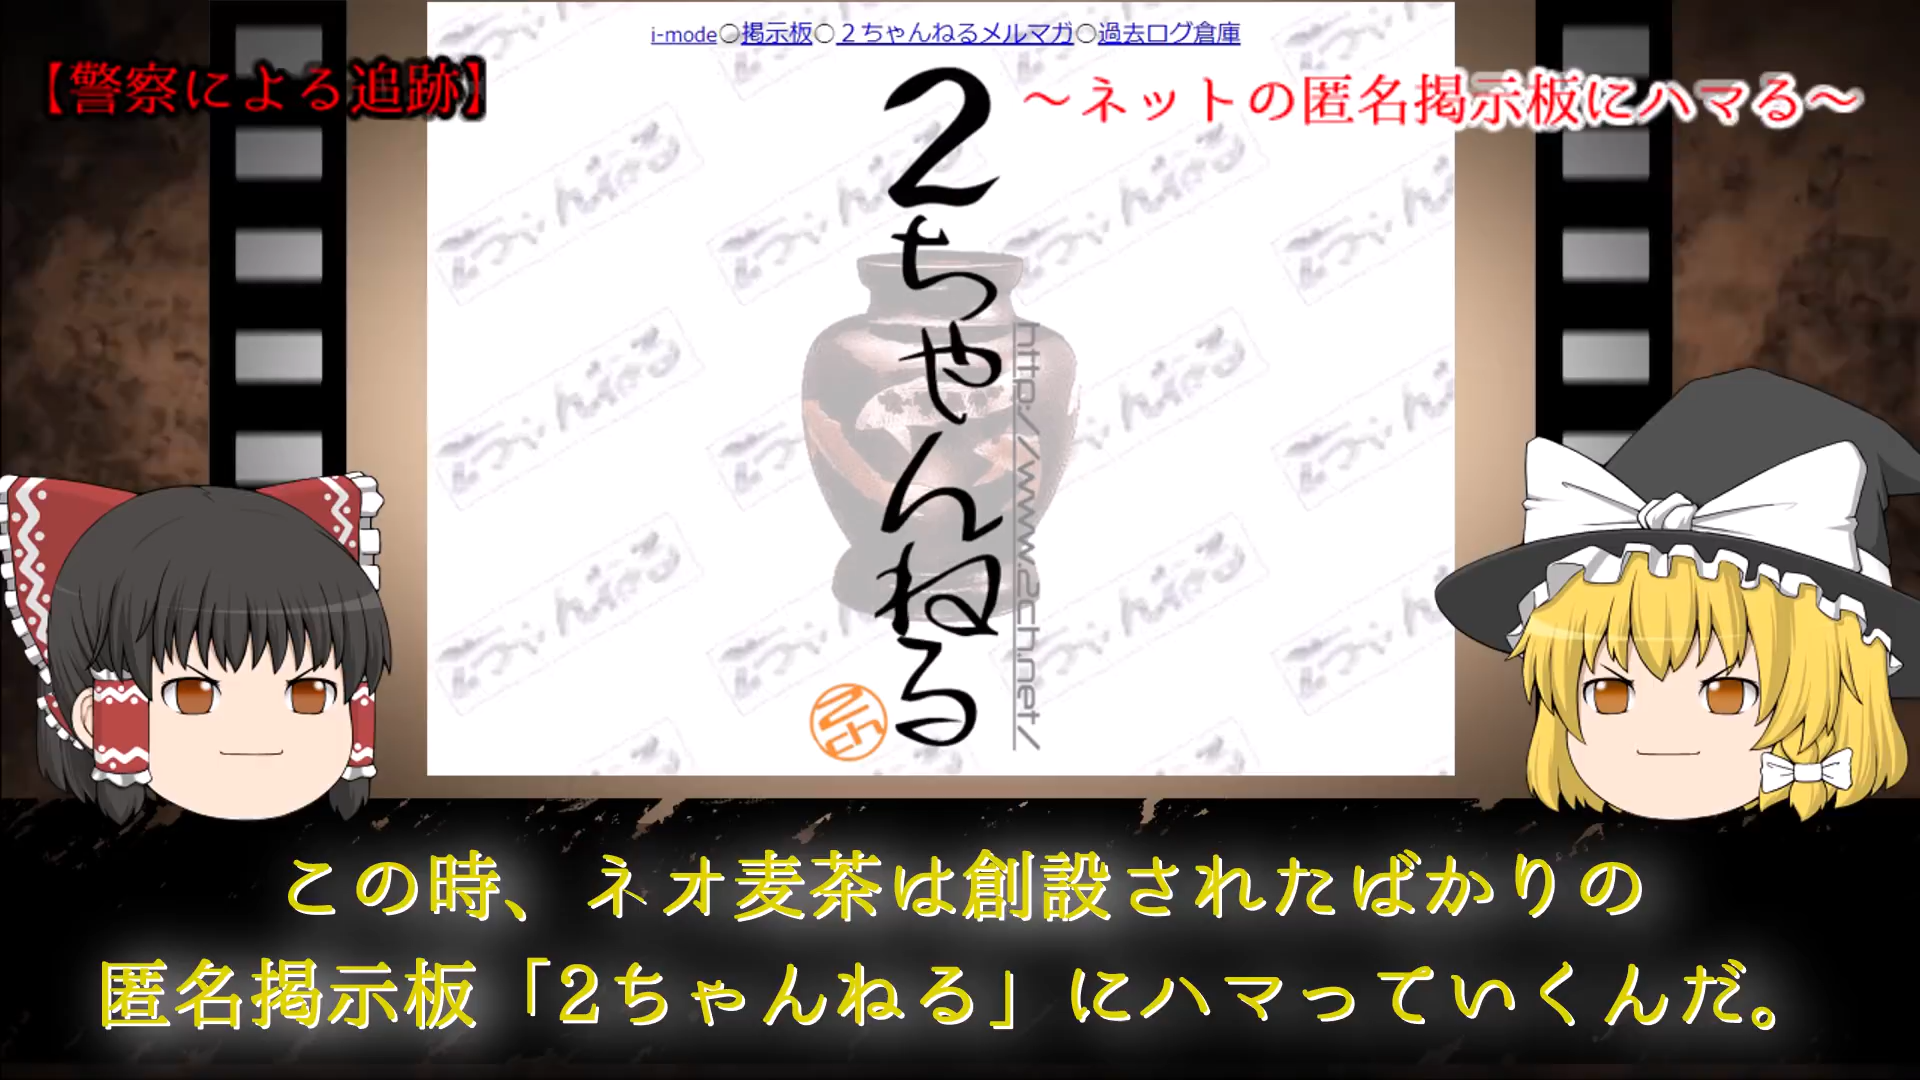 i-mode○掲示板○２ちゃんねるメルマガ○過去ログ倉庫
【警察による追跡】
～ネットの匿名掲示板にハマる～
2ちゃんねる
http://www.2ch.net/
2ch
この時、ネオ麦茶は創設されたばかりの
匿名掲示板「2ちゃんねる」にハマっていくんだ。